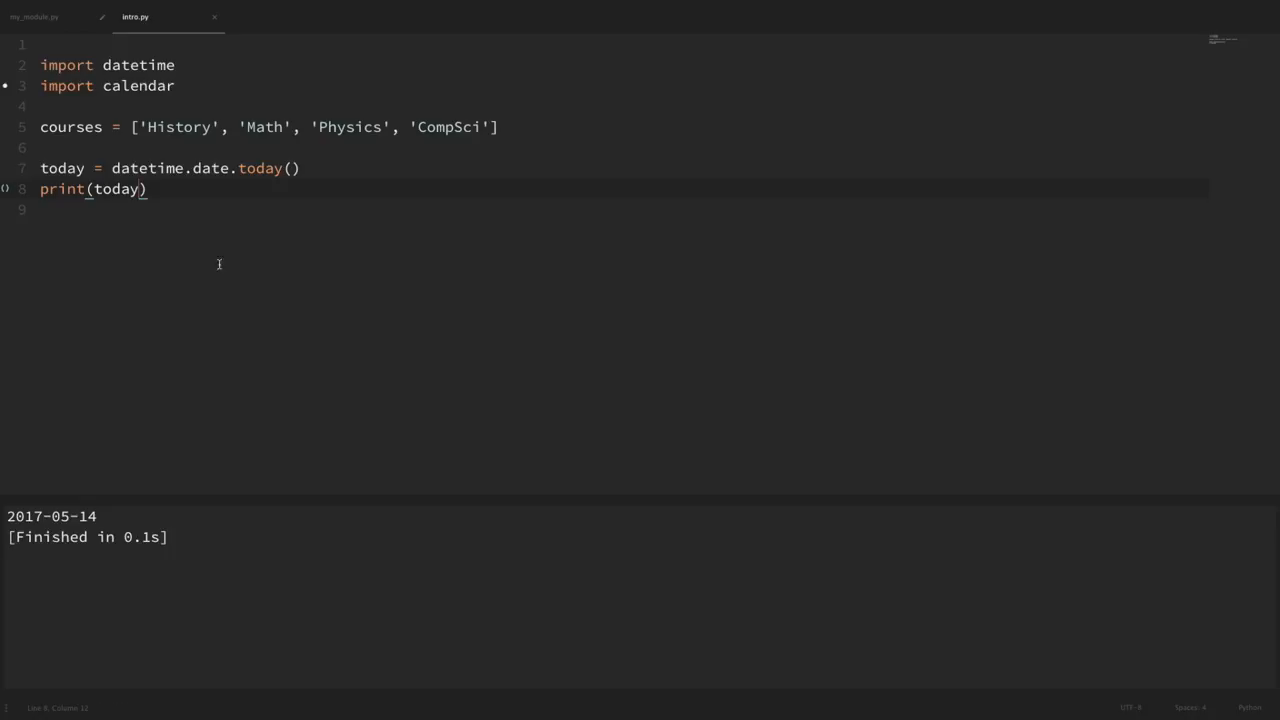 my_module.py
intro.py ×
1
2 import datetime
3 import calendar
4
5 courses = ['History', 'Math', 'Physics', 'CompSci']
6
7 today = datetime.date.today()
8 print(today)
9
2017-05-14
[Finished in 0.1s]
Line 8, Column 12 UTF-8 Spaces: 4 Python